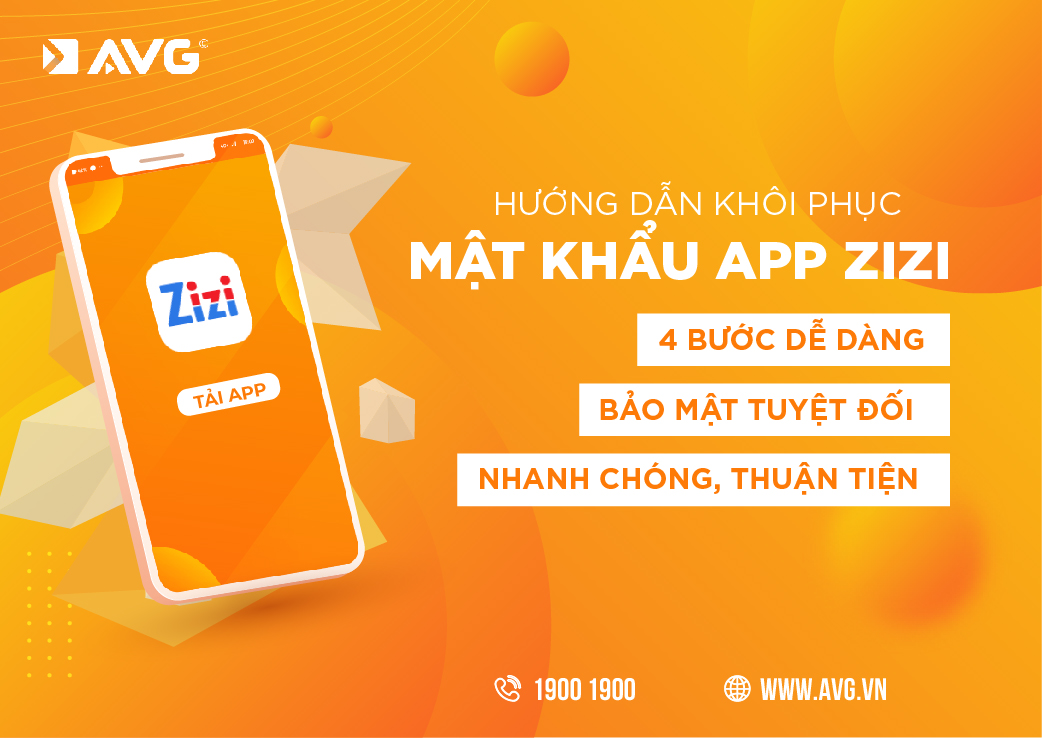 AVG©
HƯỚNG DẪN KHÔI PHỤC
MẬT KHẨU APP ZIZI
4 BƯỚC DỄ DÀNG
BẢO MẬT TUYỆT ĐỐI
NHANH CHÓNG, THUẬN TIỆN
Zizi
TẢI APP
1900 1900
WWW.AVG.VN